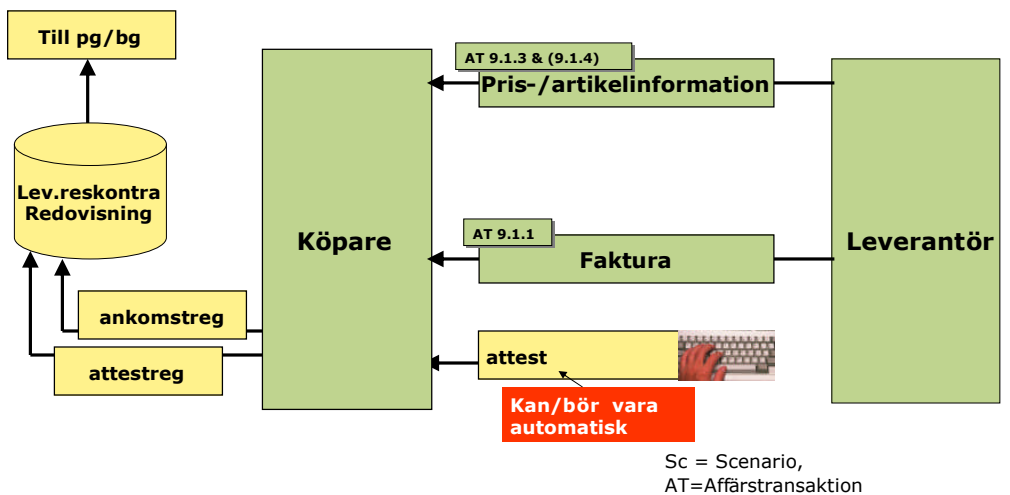 Till pg/bg
AT 9.1.3 & (9.1.4)
Pris-/artikelinformation
Lev.reskontra
Redovisning
Köpare
AT 9.1.1
Faktura
Leverantör
ankomstreg
attestreg
attest
Kan/bör vara
automatisk
Sc = Scenario,
AT=Affärstransaktion